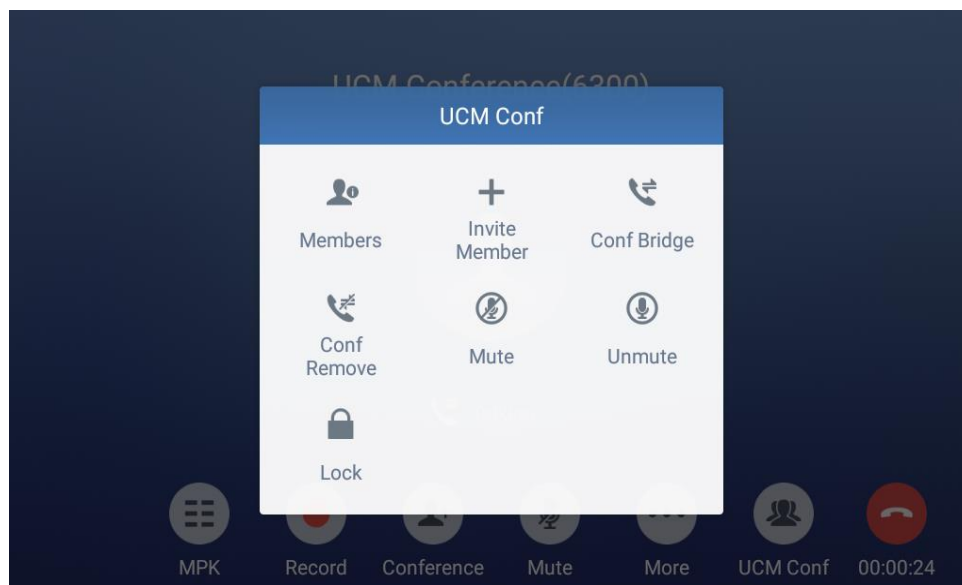 UCM Conference(6300)
UCM Conf
Members
Invite
Member
Conf Bridge
Conf
Remove
Mute
Unmute
Lock
MPK
Record
Conference
Mute
More
UCM Conf
00:00:24